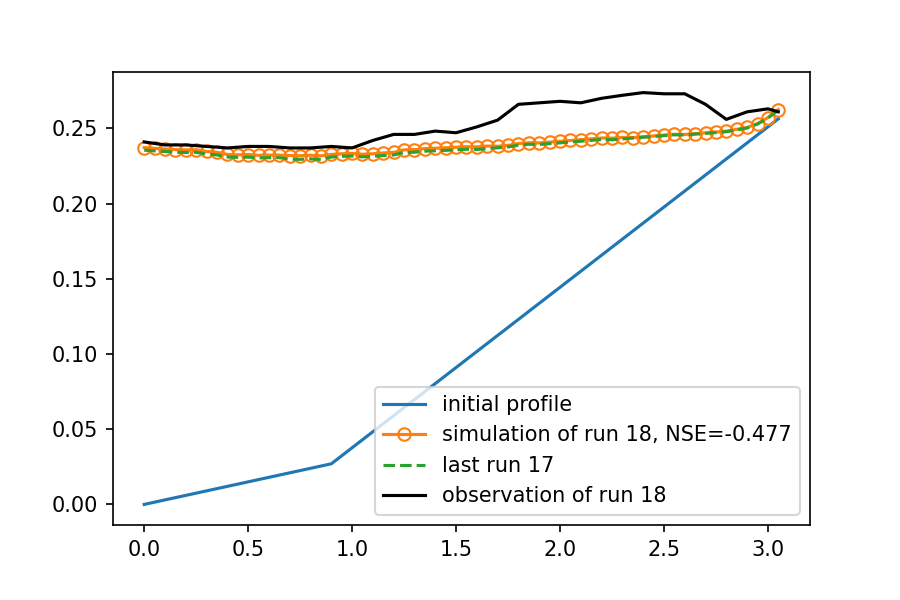 0.25
0.20
0.15
0.10
0.05
0.00
initial profile
simulation of run 18, NSE=-0.477
last run 17
observation of run 18
0.0 0.5 1.0 1.5 2.0 2.5 3.0